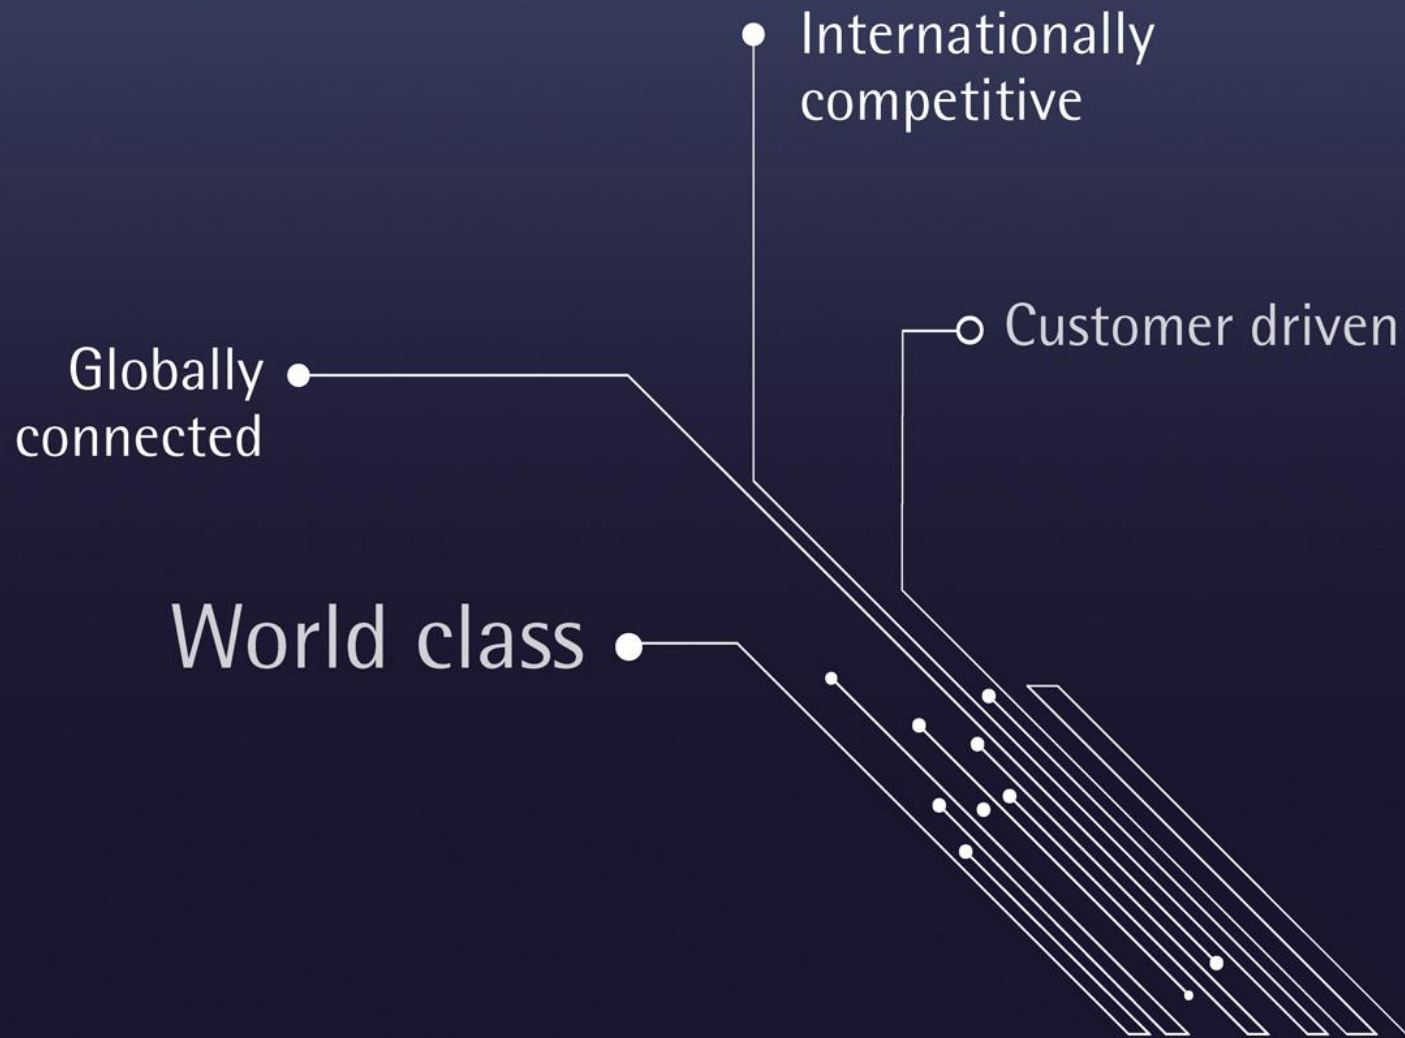 Internationally
competitive
Customer driven
Globally
connected
World class